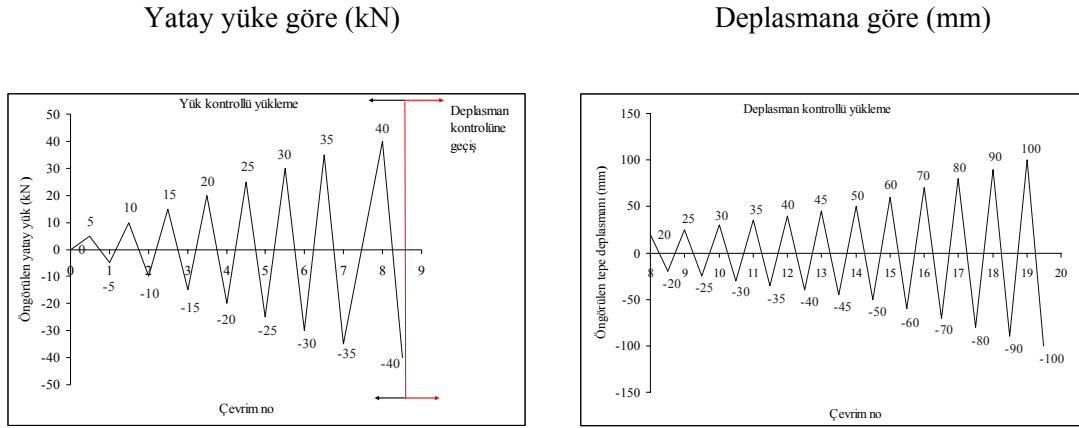 Yatay yüke göre (kN)
Deplasmana göre (mm)
Yük kontrollü yükleme
Deplasman
kontrolüne
geçiş
Öngörülen yatay yük (kN)
50
40
30
20
10
0
-10
-20
-30
-40
-50
0
5
10
15
20
25
30
35
40
0 1 2 3 4 5 6 7 8 9
-5
-10
-15
-20
-25
-30
-35
-40
Çevrim no
Deplasman kontrollü yükleme
Öngörülen tepe deplasmanı (mm)
150
100
50
0
-50
-100
-150
20 25 30 35 40 45 50 60 70 80 90 100
8 9 10 11 12 13 14 15 16 17 18 19 20
-20 -25 -30 -35 -40 -45 -50 -60 -70 -80 -90 -100
Çevrim no